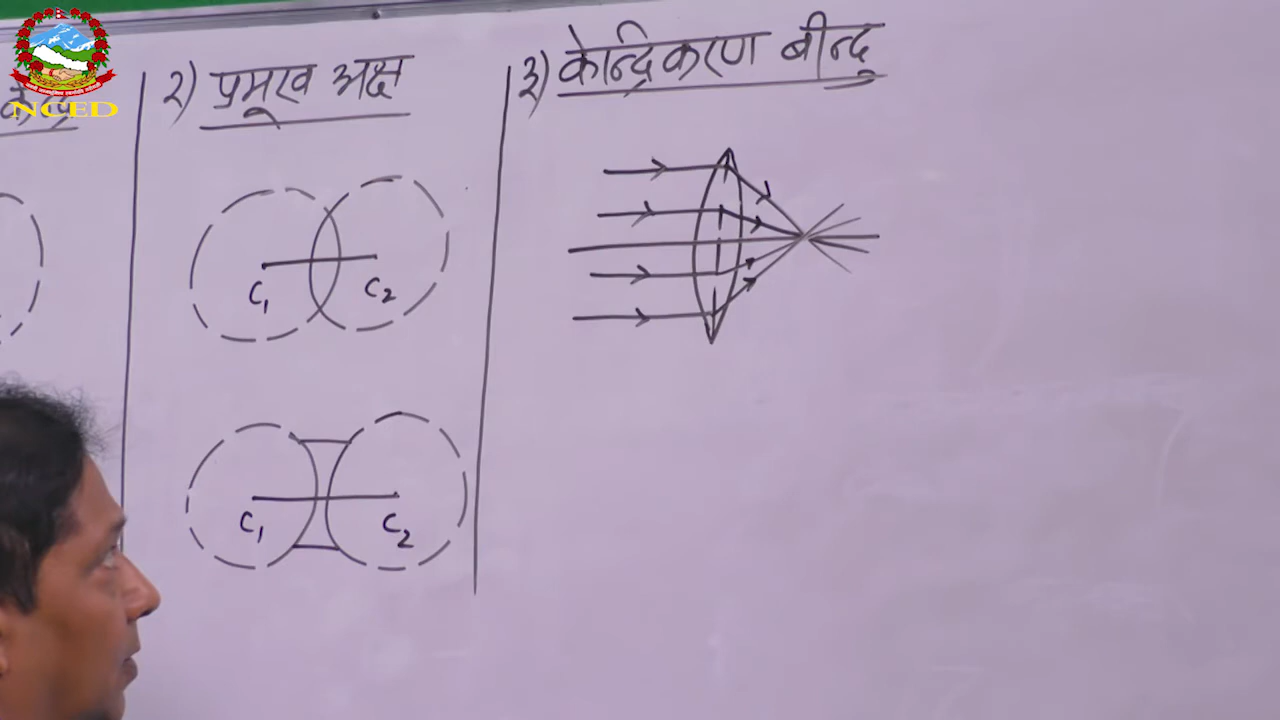 NCED
२) प्रमूख अक्ष
३) केन्द्रिकरण बीन्दु
C₁
C₂
C₁
C₂